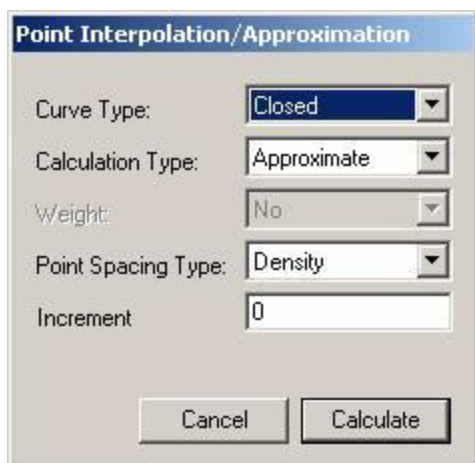 Point Interpolation/Approximation
Curve Type: Closed
Calculation Type: Approximate
Weight: No
Point Spacing Type: Density
Increment 0
Cancel Calculate